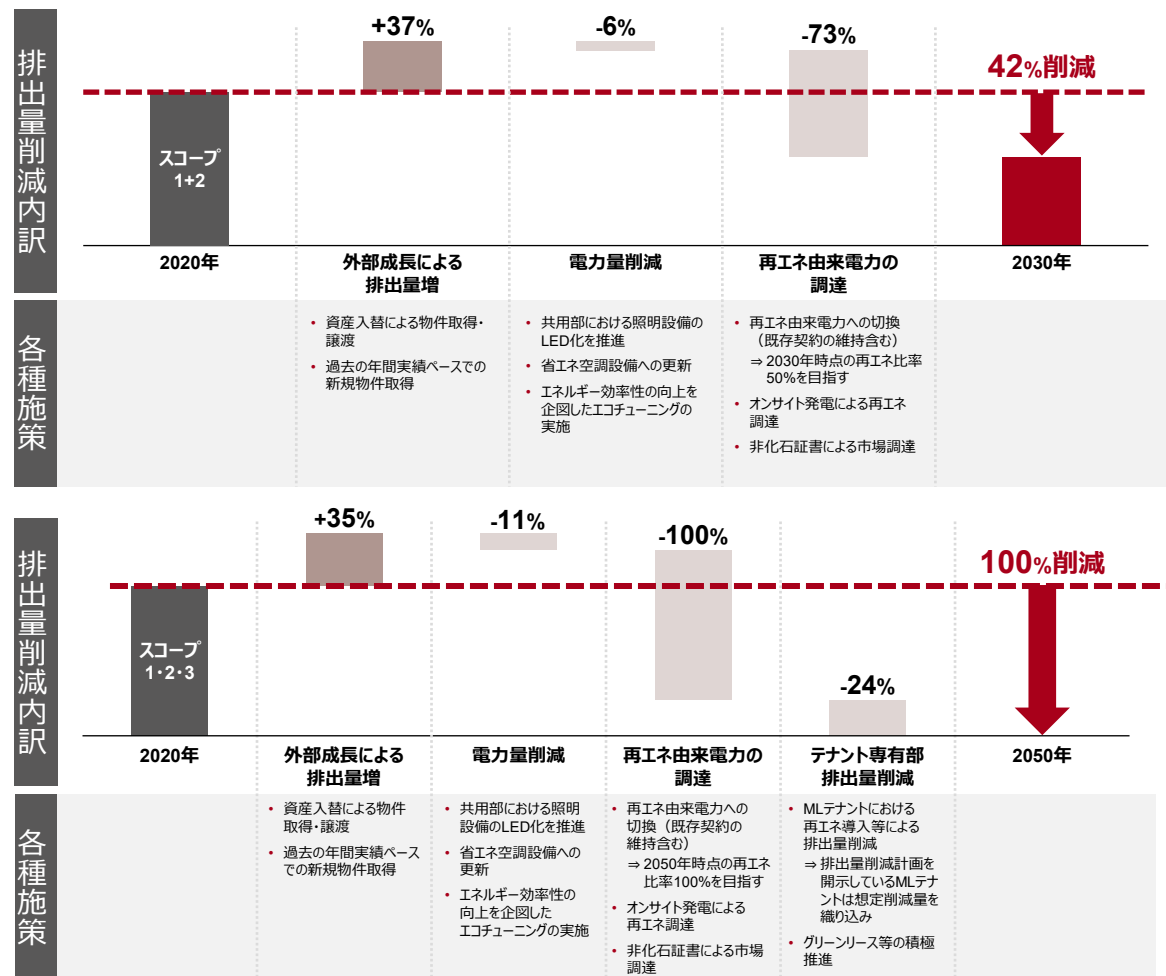 排出量削減内訳
+37%
-6%
-73%
42%削減
スコープ
1+2
2020年
外部成長による
排出量増
電力量削減
再エネ由来電力の
調達
2030年
各種施策
• 資産入替による物件取得・
譲渡
• 過去の年間実績ペースでの
新規物件取得
• 共用部における照明設備の
LED化を推進
• 省エネ空調設備への更新
• エネルギー効率性の向上を
企図したエコチューニングの
実施
• 再エネ由来電力への切換
（既存契約の維持含む）
⇒ 2030年時点の再エネ比率
50%を目指す
• オンサイト発電による再エネ
調達
• 非化石証書による市場調達
排出量削減内訳
+35%
-11%
-100%
-24%
100%削減
スコープ
1・2・3
2020年
外部成長による
排出量増
電力量削減
再エネ由来電力の
調達
テナント専有部
排出量削減
2050年
各種施策
• 資産入替による物件
取得・譲渡
• 過去の年間実績ペース
での新規物件取得
• 共用部における照明
設備のLED化を推進
• 省エネ空調設備への
更新
• エネルギー効率性の
向上を企図した
エコチューニングの実施
• 再エネ由来電力への
切換（既存契約の
維持含む）
⇒ 2050年時点の再エネ
比率100%を目指す
• オンサイト発電による
再エネ調達
• 非化石証書による市場
調達
• MLテナントにおける
再エネ導入等による
排出量削減
⇒ 排出量削減計画を
開示しているMLテナ
ントは想定削減量を
織り込み
• グリーンリース等の積極
推進